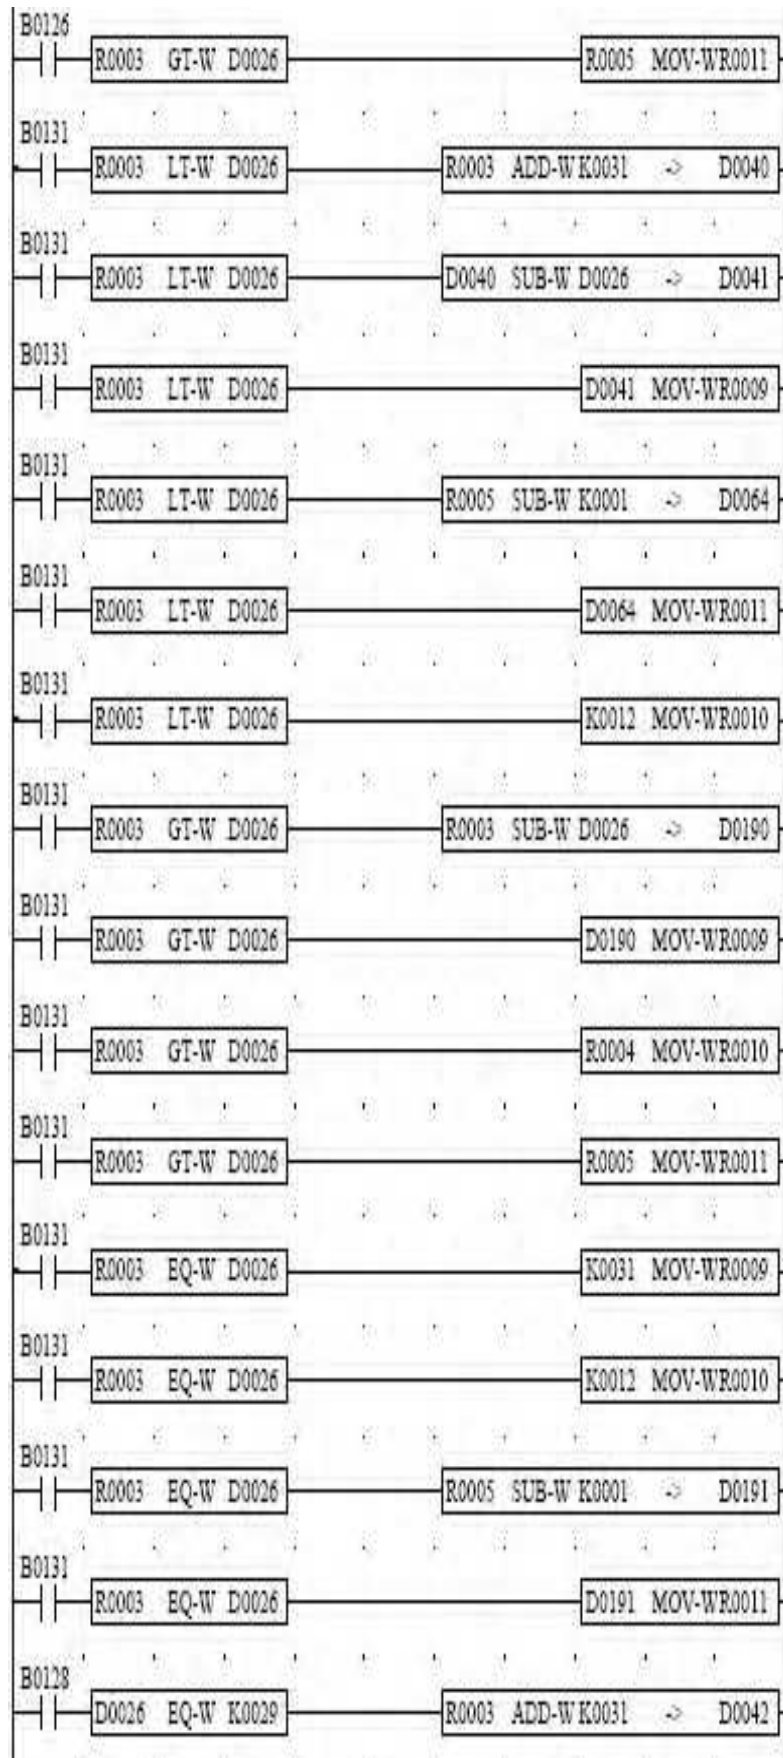 B0126
R0003 GT-W D0026 R0005 MOV-WR0011
B0131
R0003 LT-W D0026 R0003 ADD-W K0031 -> D0040
B0131
R0003 LT-W D0026 D0040 SUB-W D0026 -> D0041
B0131
R0003 LT-W D0026 D0041 MOV-WR0009
B0131
R0003 LT-W D0026 R0005 SUB-W K0001 -> D0064
B0131
R0003 LT-W D0026 D0064 MOV-WR0011
B0131
R0003 LT-W D0026 K0012 MOV-WR0010
B0131
R0003 GT-W D0026 R0003 SUB-W D0026 -> D0190
B0131
R0003 GT-W D0026 D0190 MOV-WR0009
B0131
R0003 GT-W D0026 R0004 MOV-WR0010
B0131
R0003 GT-W D0026 R0005 MOV-WR0011
B0131
R0003 EQ-W D0026 K0031 MOV-WR0009
B0131
R0003 EQ-W D0026 K0012 MOV-WR0010
B0131
R0003 EQ-W D0026 R0005 SUB-W K0001 -> D0191
B0131
R0003 EQ-W D0026 D0191 MOV-WR0011
B0128
D0026 EQ-W K0029 R0003 ADD-W K0031 -> D0042